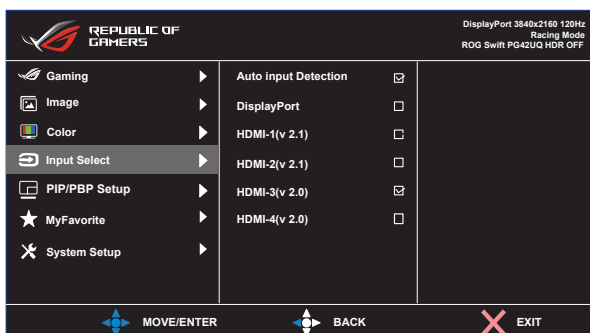 REPUBLIC OF
GAMERS
DisplayPort 3840x2160 120Hz
Racing Mode
ROG Swift PG42UQ HDR OFF
Gaming
Image
Color
Input Select
PIP/PBP Setup
MyFavorite
System Setup
Auto input Detection
DisplayPort
HDMI-1(v 2.1)
HDMI-2(v 2.1)
HDMI-3(v 2.0)
HDMI-4(v 2.0)
MOVE/ENTER
BACK
EXIT